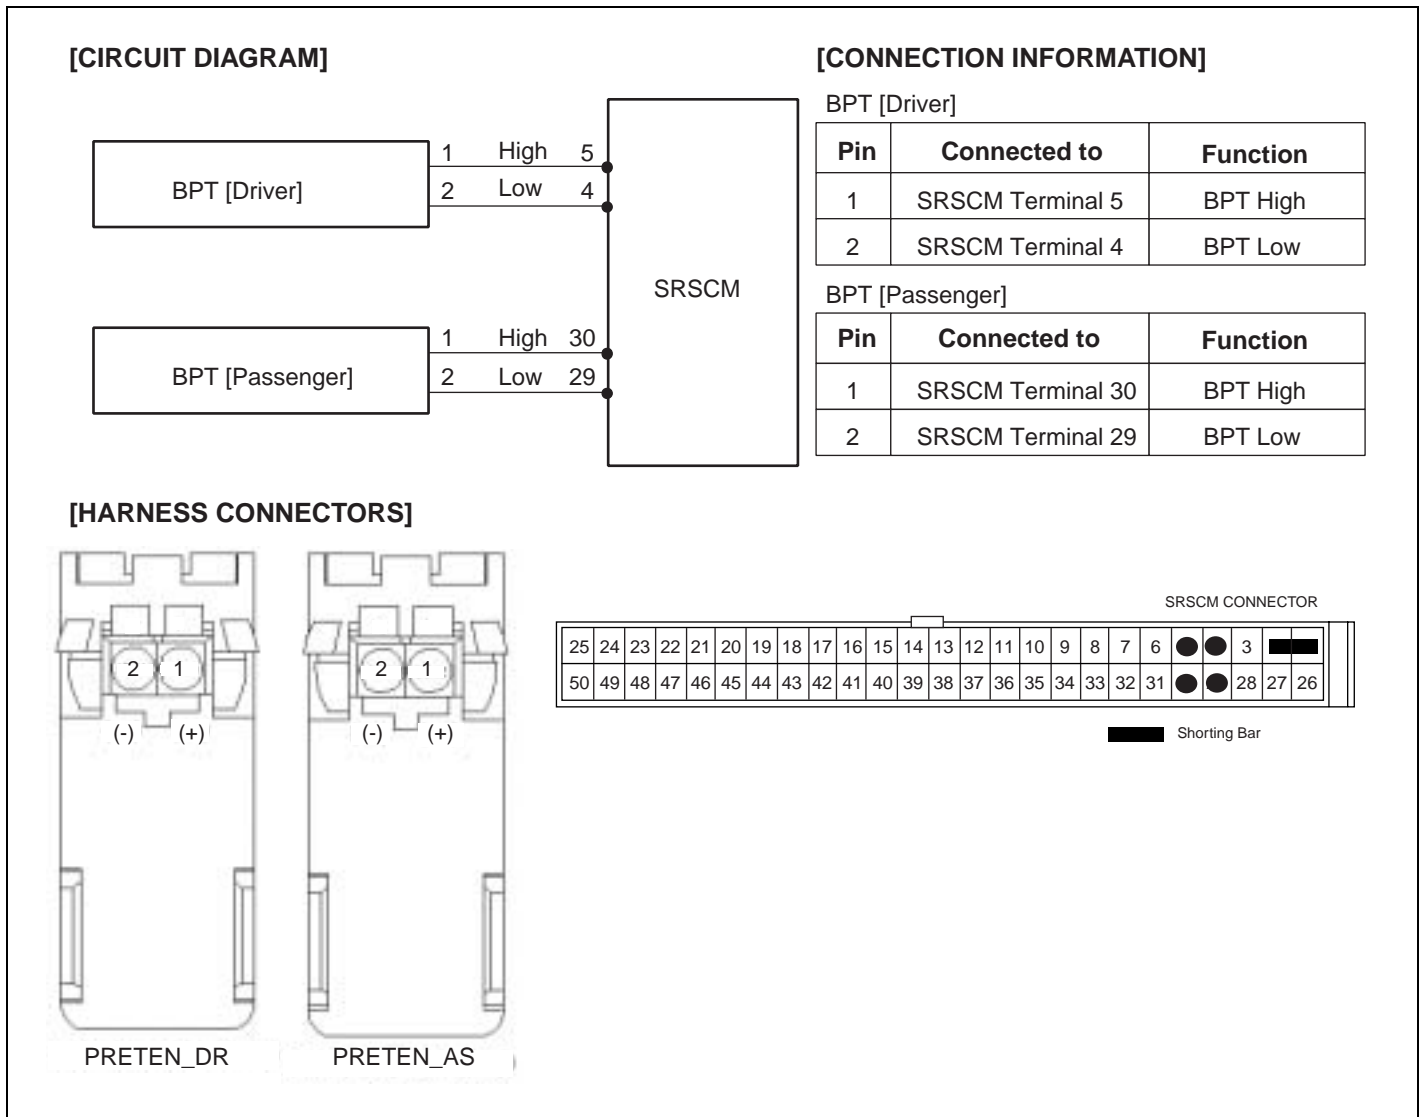 [CIRCUIT DIAGRAM]
BPT [Driver]
1 High 5
2 Low 4
SRSCM
BPT [Passenger]
1 High 30
2 Low 29
[CONNECTION INFORMATION]
BPT [Driver]
Pin Connected to Function
1 SRSCM Terminal 5 BPT High
2 SRSCM Terminal 4 BPT Low
BPT [Passenger]
Pin Connected to Function
1 SRSCM Terminal 30 BPT High
2 SRSCM Terminal 29 BPT Low
[HARNESS CONNECTORS]
2 1
(-) (+)
PRETEN_DR
2 1
(-) (+)
PRETEN_AS
SRSCM CONNECTOR
25 24 23 22 21 20 19 18 17 16 15 14 13 12 11 10 9 8 7 6 3
50 49 48 47 46 45 44 43 42 41 40 39 38 37 36 35 34 33 32 31 28 27 26
Shorting Bar